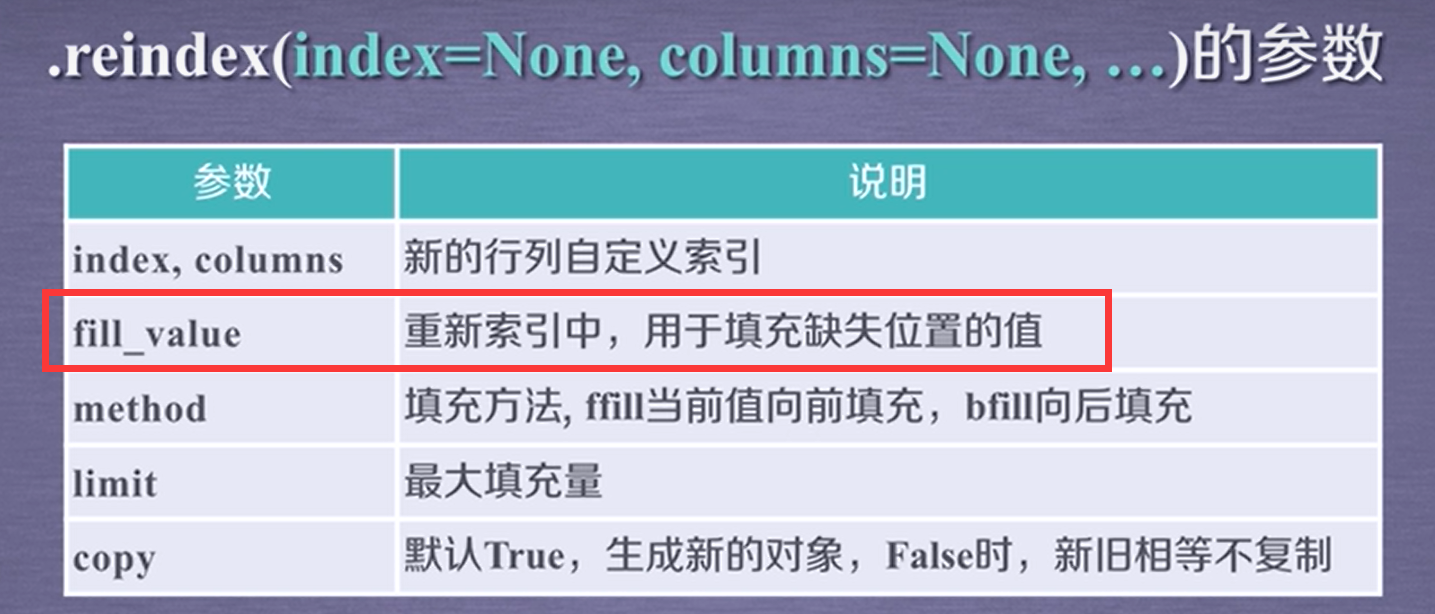 .reindex(index=None, columns=None, …)的参数
参数 说明
index, columns 新的行列自定义索引
fill_value 重新索引中，用于填充缺失位置的值
method 填充方法, ffill当前值向前填充，bfill向后填充
limit 最大填充量
copy 默认True，生成新的对象，False时，新旧相等不复制